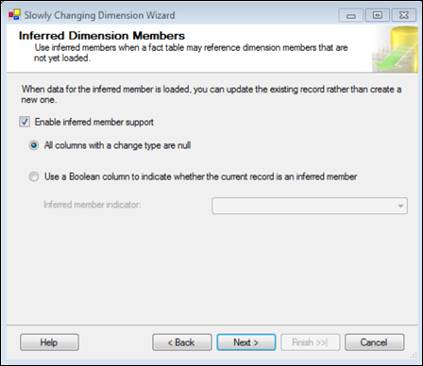 Slowly Changing Dimension Wizard
Inferred Dimension Members
Use inferred members when a fact table may reference dimension members that are
not yet loaded.
When data for the inferred member is loaded, you can update the existing record rather than create a
new one.
Enable inferred member support
All columns with a change type are null
Use a Boolean column to indicate whether the current record is an inferred member
Inferred member indicator:
Help
< Back
Next >
Finish >>|
Cancel